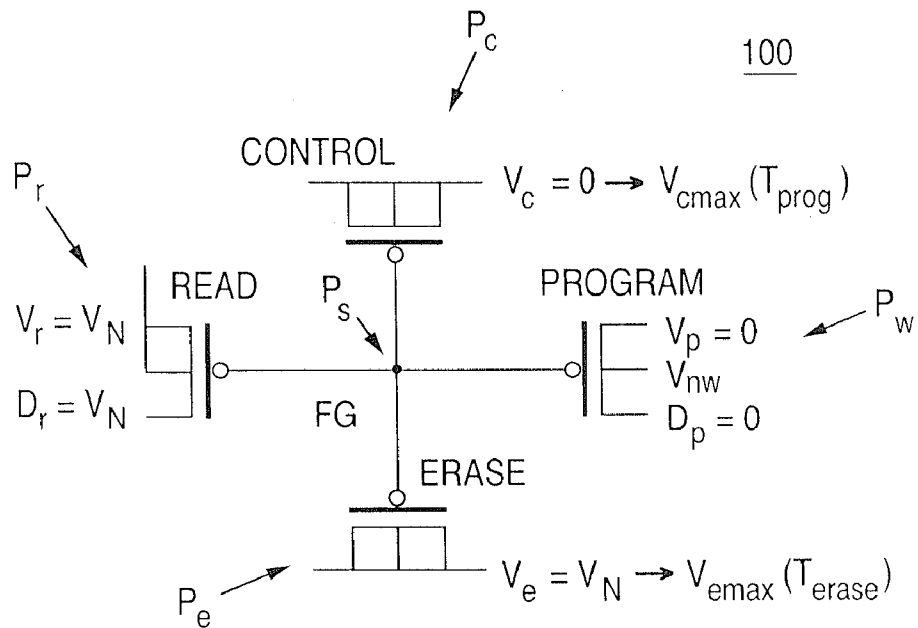 P_c
100
CONTROL
V_c = 0 → V_cmax (T_prog)
P_r
READ
P_s
PROGRAM
P_w
V_r = V_N
V_p = 0
V_nw
D_r = V_N
D_p = 0
FG
ERASE
V_e = V_N → V_emax (T_erase)
P_e